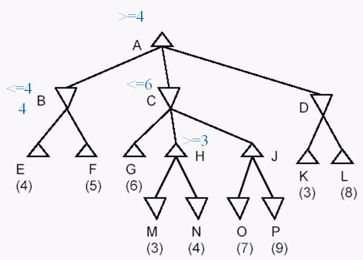 >=4
A
<=4
<=6
4
B
C
D
>=3
E
F
G
H
J
K
L
(4)
(5)
(6)
(3)
(8)
M
N
O
P
(3)
(4)
(7)
(9)